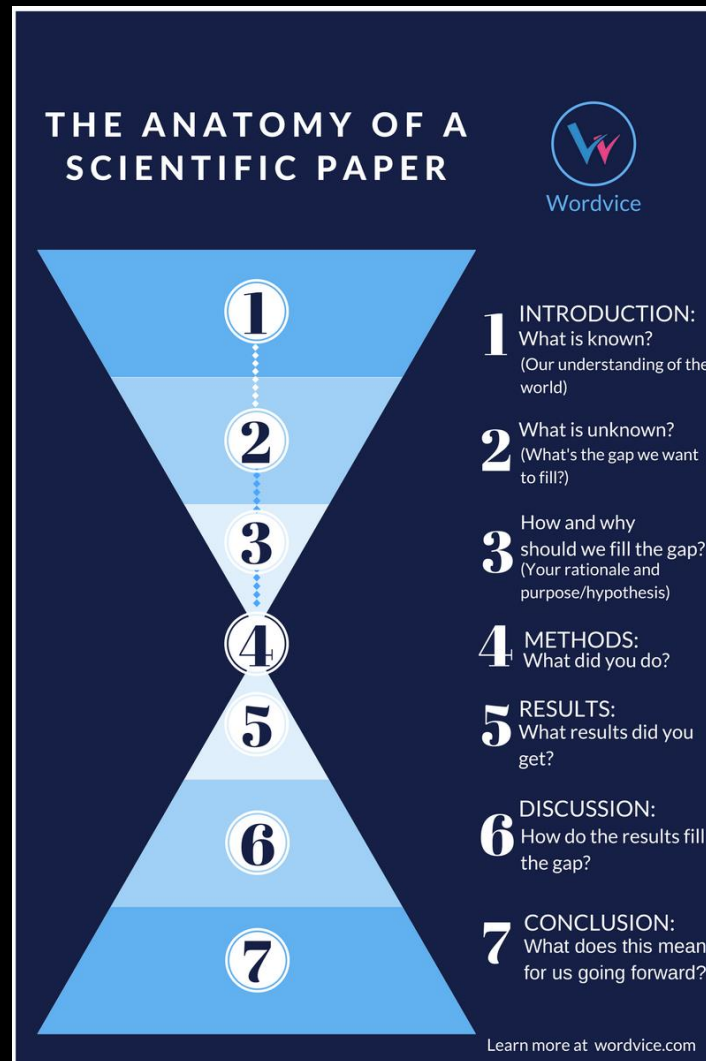 THE ANATOMY OF A
SCIENTIFIC PAPER
Wordvice
1
2
3
4
5
6
7
1 INTRODUCTION:
What is known?
(Our understanding of the
world)
2 What is unknown?
(What's the gap we want
to fill?)
3 How and why
should we fill the gap?
(Your rationale and
purpose/hypothesis)
4 METHODS:
What did you do?
5 RESULTS:
What results did you
get?
6 DISCUSSION:
How do the results fill
the gap?
7 CONCLUSION:
What does this mean
for us going forward?
Learn more at wordvice.com